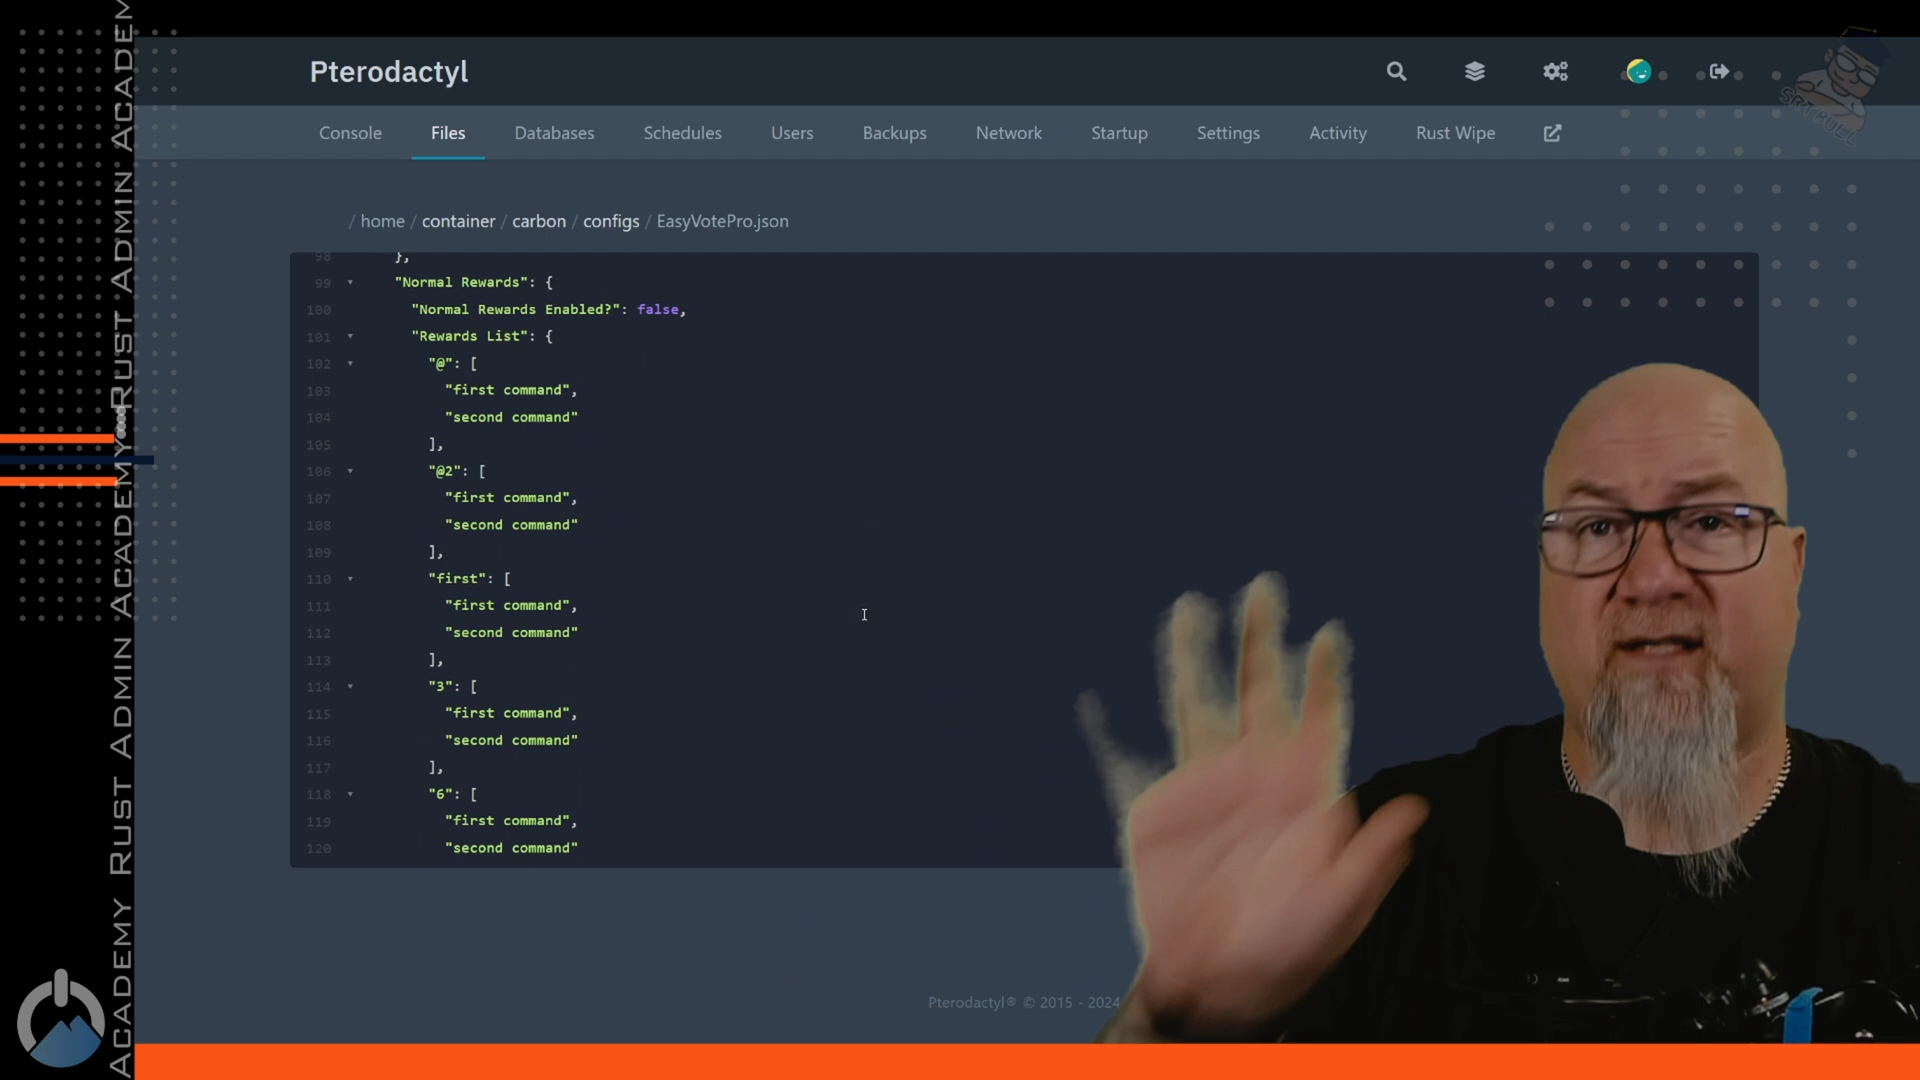 Pterodactyl
Console Files Databases Schedules Users Backups Network Startup Settings Activity Rust Wipe
/ home / container / carbon / configs / EasyVotePro.json
98 },
99 "Normal Rewards": {
100 "Normal Rewards Enabled?": false,
101 "Rewards List": {
102 "@": [
103 "first command",
104 "second command"
105 ],
106 "@2": [
107 "first command",
108 "second command"
109 ],
110 "first": [
111 "first command",
112 "second command"
113 ],
114 "3": [
115 "first command",
116 "second command"
117 ],
118 "6": [
119 "first command",
120 "second command"
Pterodactyl® © 2015 - 2024
ACADEMY RUST ADMIN ACADEMY RUST ADMIN ACADEM